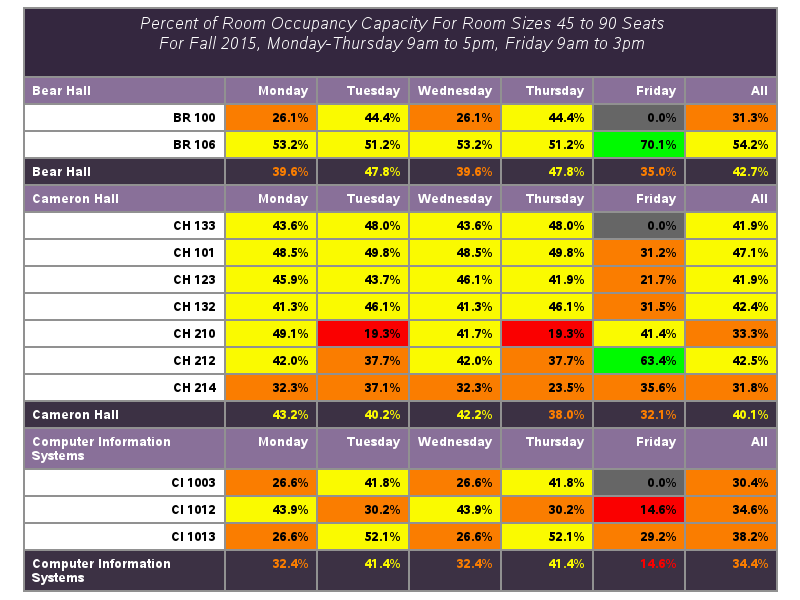 Percent of Room Occupancy Capacity For Room Sizes 45 to 90 Seats
For Fall 2015, Monday-Thursday 9am to 5pm, Friday 9am to 3pm
Bear Hall Monday Tuesday Wednesday Thursday Friday All
BR 100 26.1% 44.4% 26.1% 44.4% 0.0% 31.3%
BR 106 53.2% 51.2% 53.2% 51.2% 70.1% 54.2%
Bear Hall 39.6% 47.8% 39.6% 47.8% 35.0% 42.7%
Cameron Hall Monday Tuesday Wednesday Thursday Friday All
CH 133 43.6% 48.0% 43.6% 48.0% 0.0% 41.9%
CH 101 48.5% 49.8% 48.5% 49.8% 31.2% 47.1%
CH 123 45.9% 43.7% 46.1% 41.9% 21.7% 41.9%
CH 132 41.3% 46.1% 41.3% 46.1% 31.5% 42.4%
CH 210 49.1% 19.3% 41.7% 19.3% 41.4% 33.3%
CH 212 42.0% 37.7% 42.0% 37.7% 63.4% 42.5%
CH 214 32.3% 37.1% 32.3% 23.5% 35.6% 31.8%
Cameron Hall 43.2% 40.2% 42.2% 38.0% 32.1% 40.1%
Computer Information Monday Tuesday Wednesday Thursday Friday All
Systems
CI 1003 26.6% 41.8% 26.6% 41.8% 0.0% 30.4%
CI 1012 43.9% 30.2% 43.9% 30.2% 14.6% 34.6%
CI 1013 26.6% 52.1% 26.6% 52.1% 29.2% 38.2%
Computer Information 32.4% 41.4% 32.4% 41.4% 14.6% 34.4%
Systems